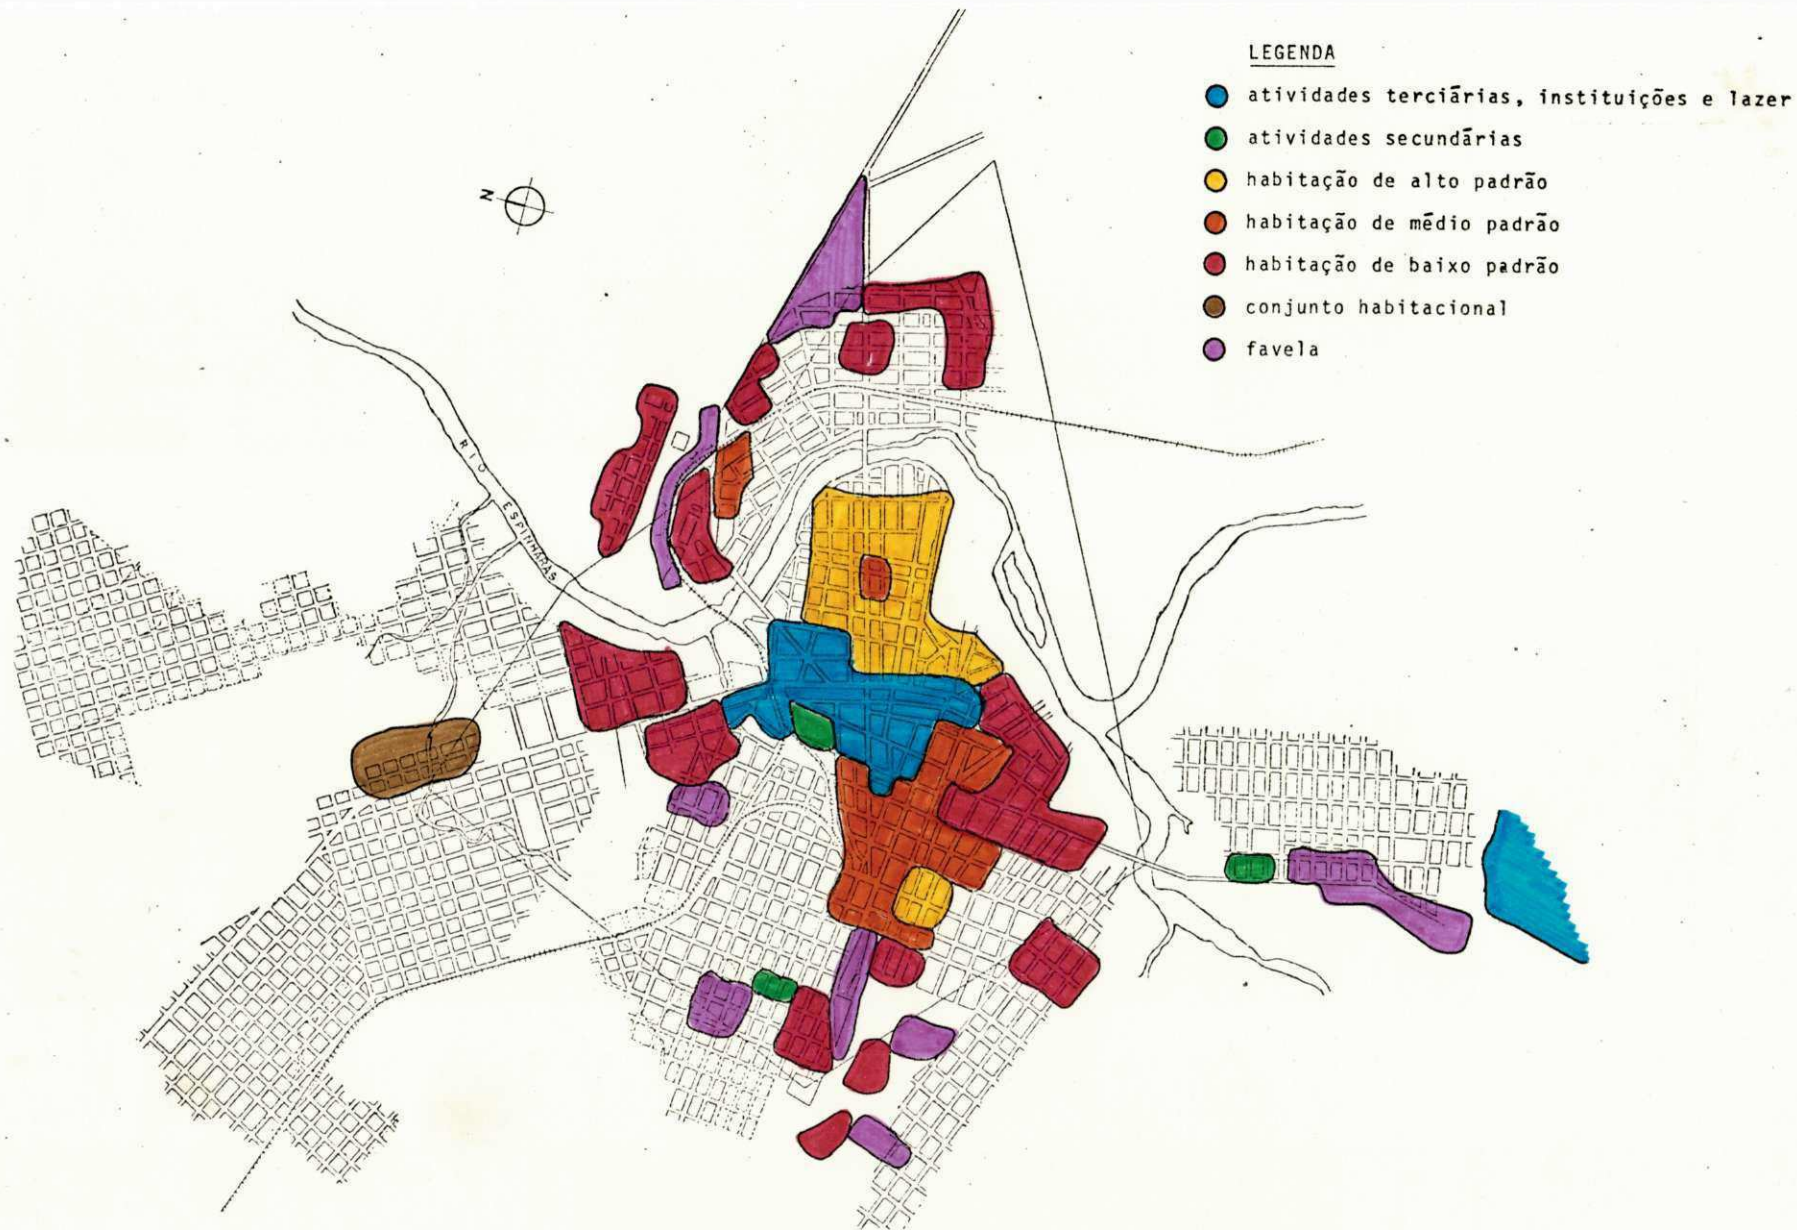 LEGENDA
atividades terciárias, instituições e lazer
atividades secundárias
habitação de alto padrão
habitação de médio padrão
habitação de baixo padrão
conjunto habitacional
favela
N
RIO ESPINHARAS